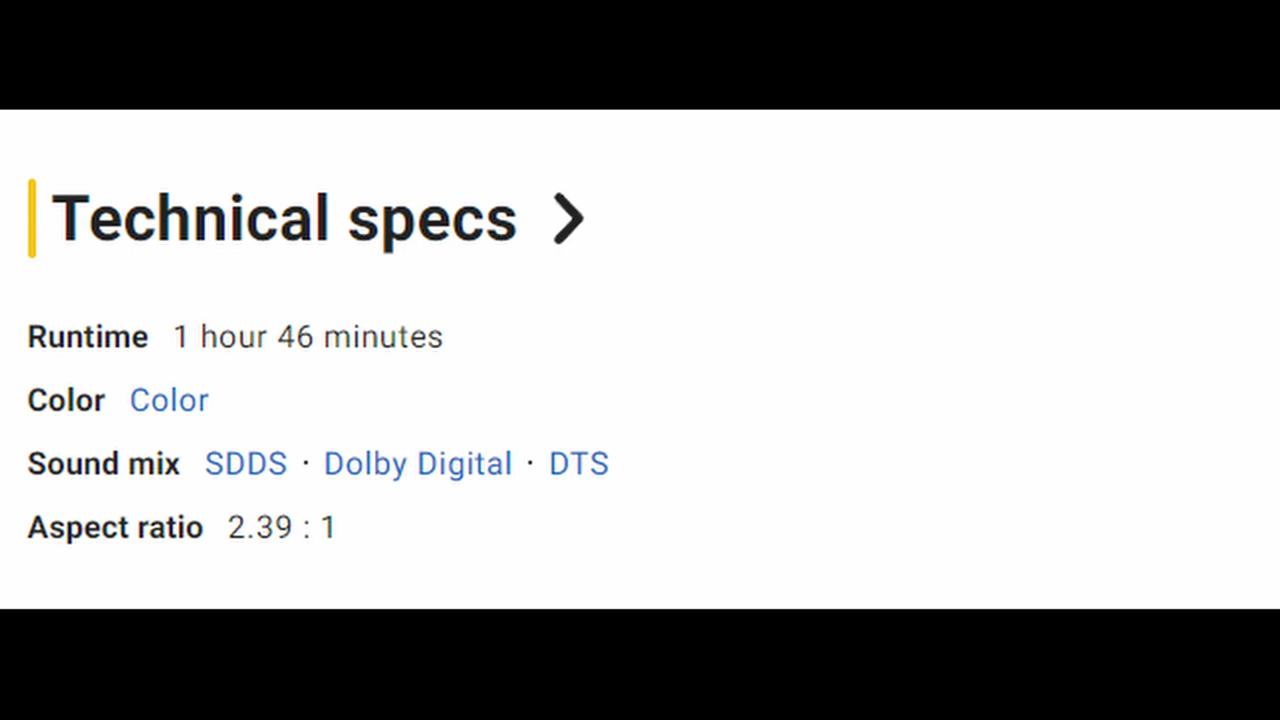 Technical specs
Runtime 1 hour 46 minutes
Color Color
Sound mix SDDS · Dolby Digital · DTS
Aspect ratio 2.39 : 1